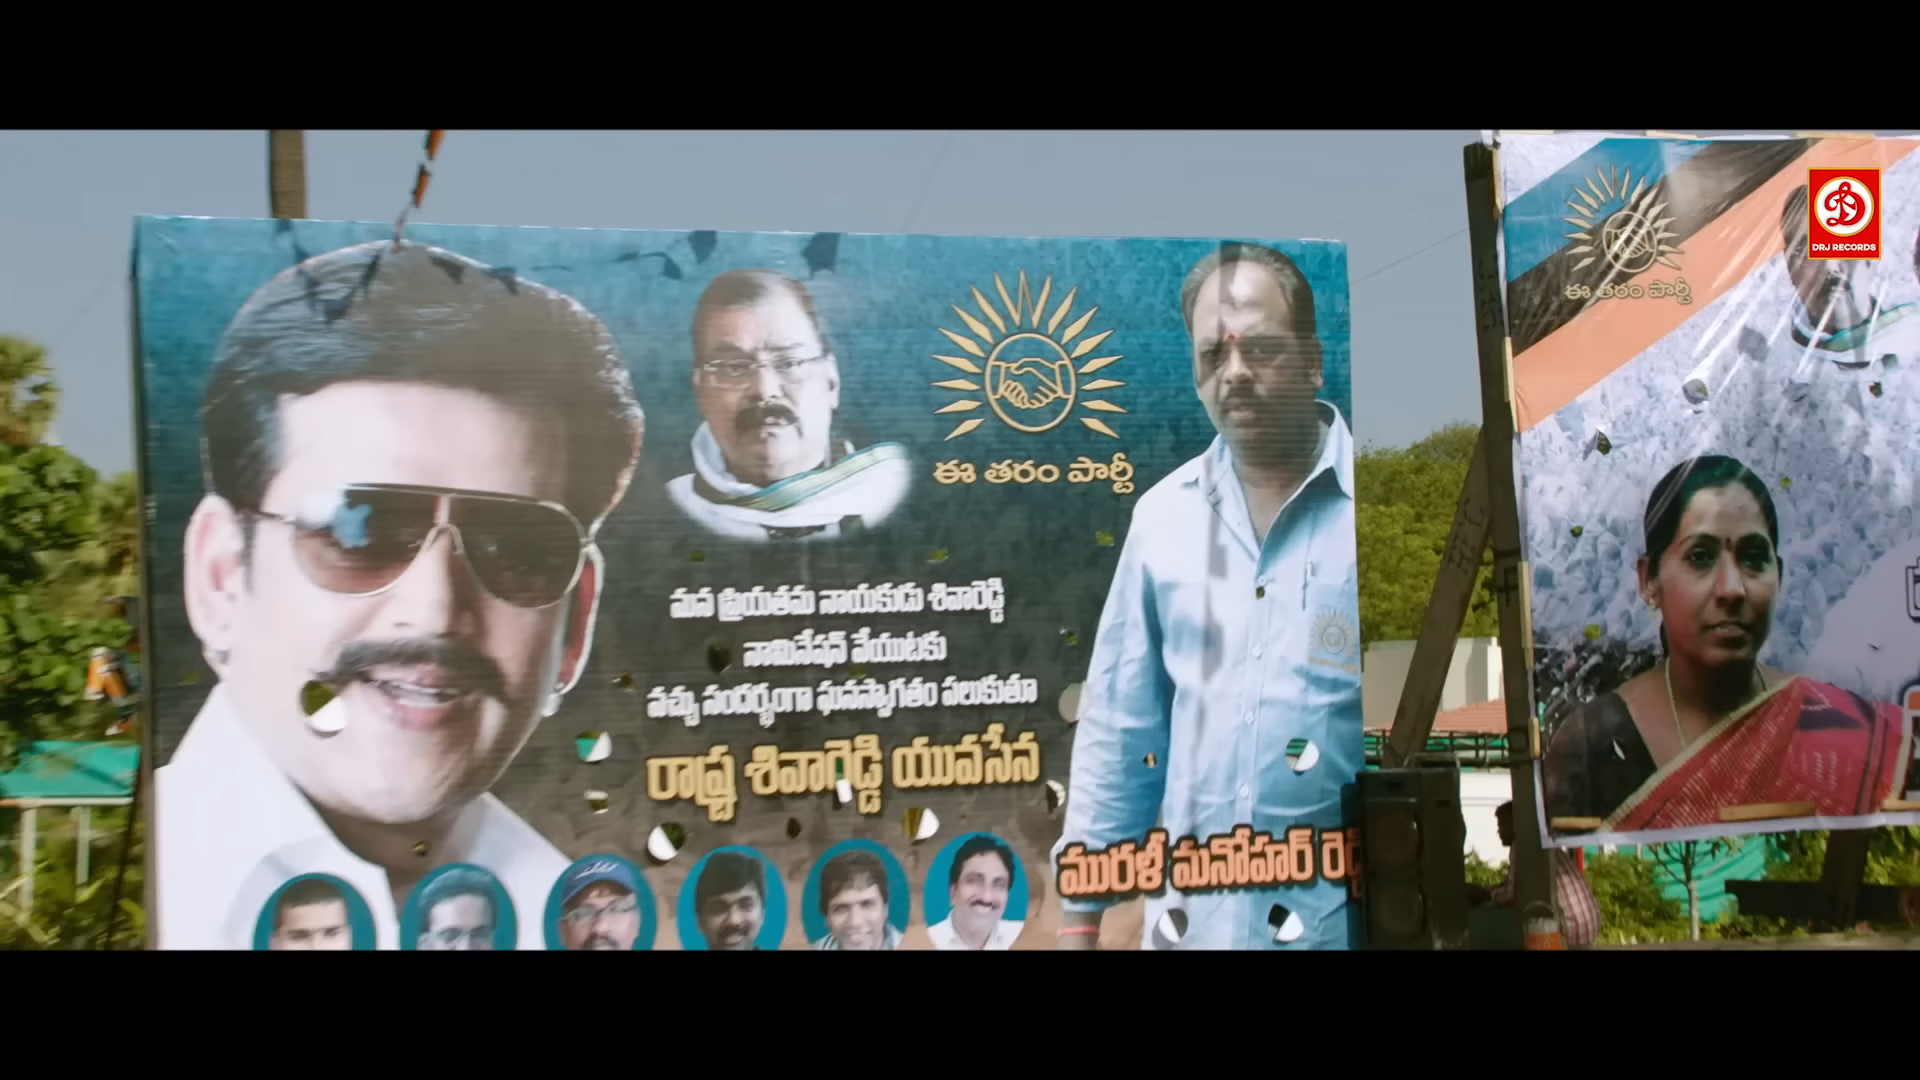 ఈ తరం పార్టీ
మన ప్రియతమ నాయకుడు శివారెడ్డి
నామినేషన్ వేయుటకు
వచ్చు సందర్భంగా ఘనస్వాగతం పలుకుతూ
రాష్ట్ర శివారెడ్డి యువసేన
మురళీ మనోహర్
ఈ తరం పార్టీ
DRJ RECORDS